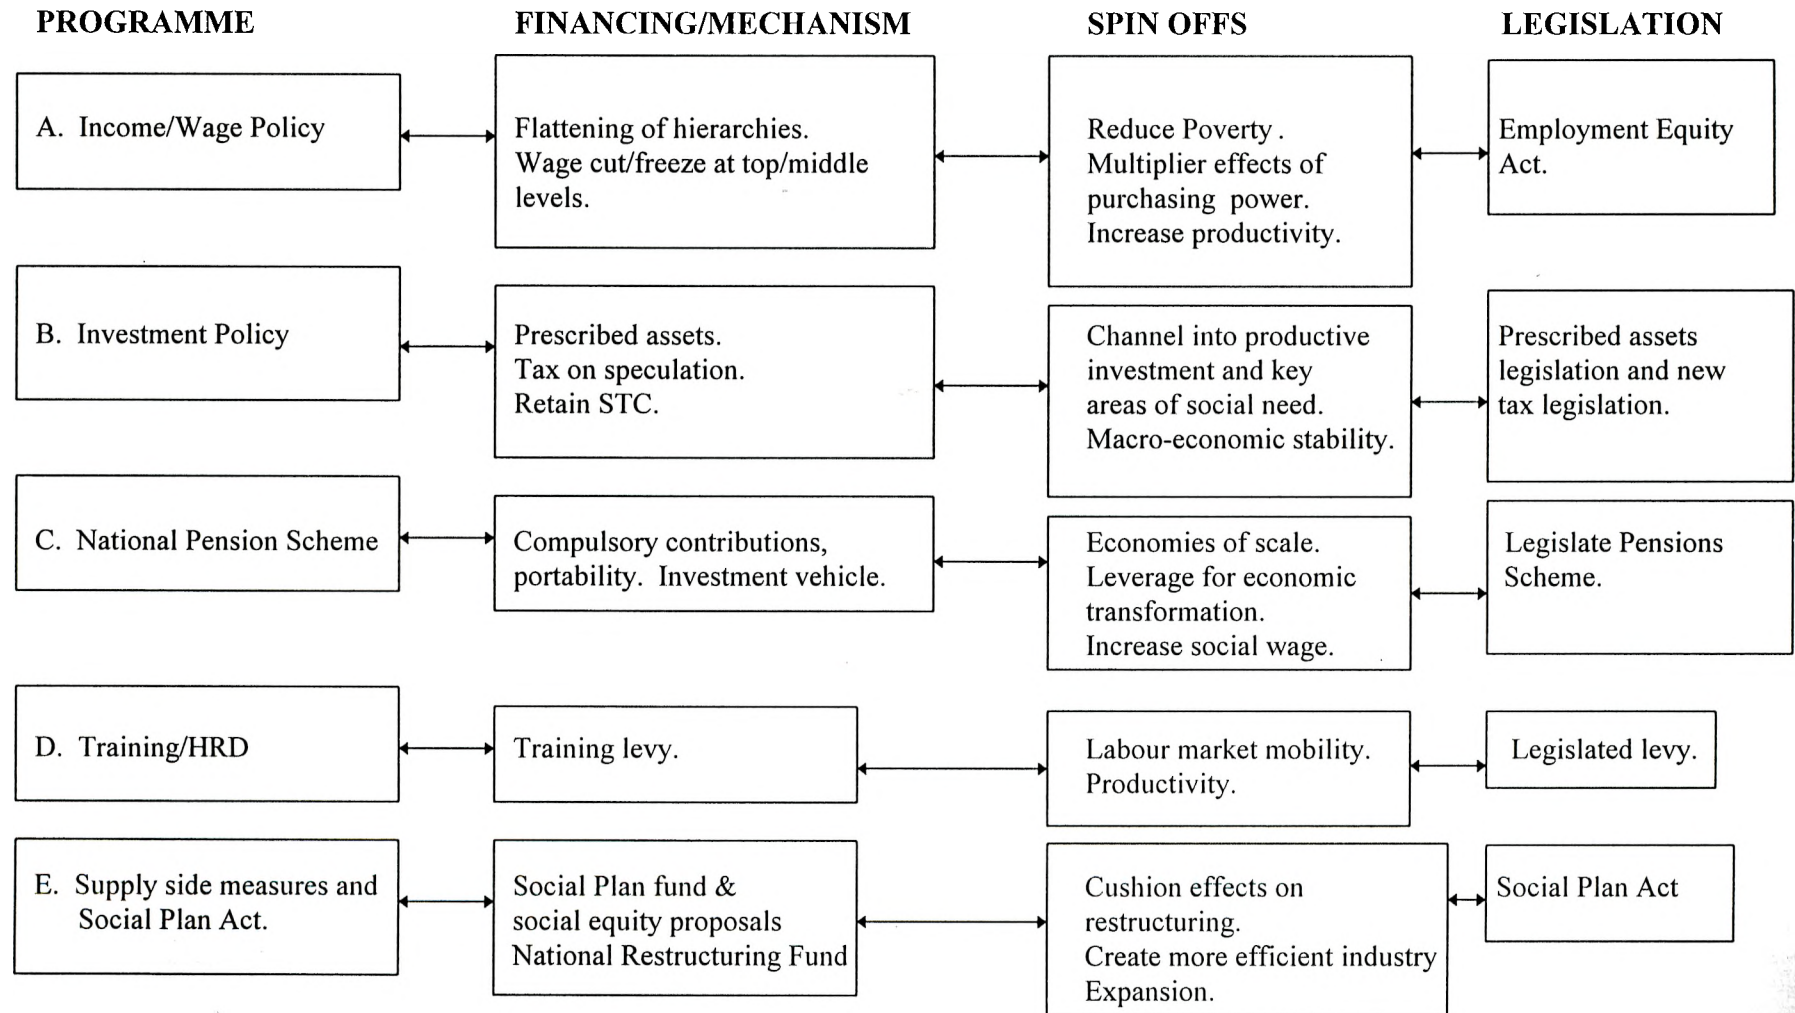 PROGRAMME
FINANCING/MECHANISM
SPIN OFFS
LEGISLATION
A. Income/Wage Policy
Flattening of hierarchies.
Wage cut/freeze at top/middle
levels.
Reduce Poverty .
Multiplier effects of
purchasing power.
Increase productivity.
Employment Equity
Act.
B. Investment Policy
Prescribed assets.
Tax on speculation.
Retain STC.
Channel into productive
investment and key
areas of social need.
Macro-economic stability.
Prescribed assets
legislation and new
tax legislation.
C. National Pension Scheme
Compulsory contributions,
portability. Investment vehicle.
Economies of scale.
Leverage for economic
transformation.
Increase social wage.
Legislate Pensions
Scheme.
D. Training/HRD
Training levy.
Labour market mobility.
Productivity.
Legislated levy.
E. Supply side measures and
Social Plan Act.
Social Plan fund &
social equity proposals
National Restructuring Fund
Cushion effects on
restructuring.
Create more efficient industry
Expansion.
Social Plan Act